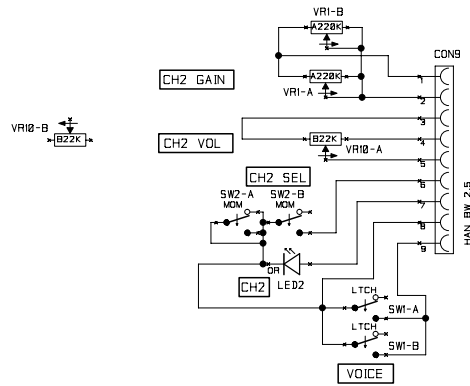 VR1-B
A220K
CON9
A220K
1
CH2 GAIN
VR1-A
2
3
VR10-B
B22K
CH2 VOL
B22K
4
VR10-A
5
CH2 SEL
6
SW2-A
MOM
SW2-B
MOM
7
8
9
HAN BW 2.5
OR
LED2
CH2
LTCH
SW1-A
LTCH
SW1-B
VOICE